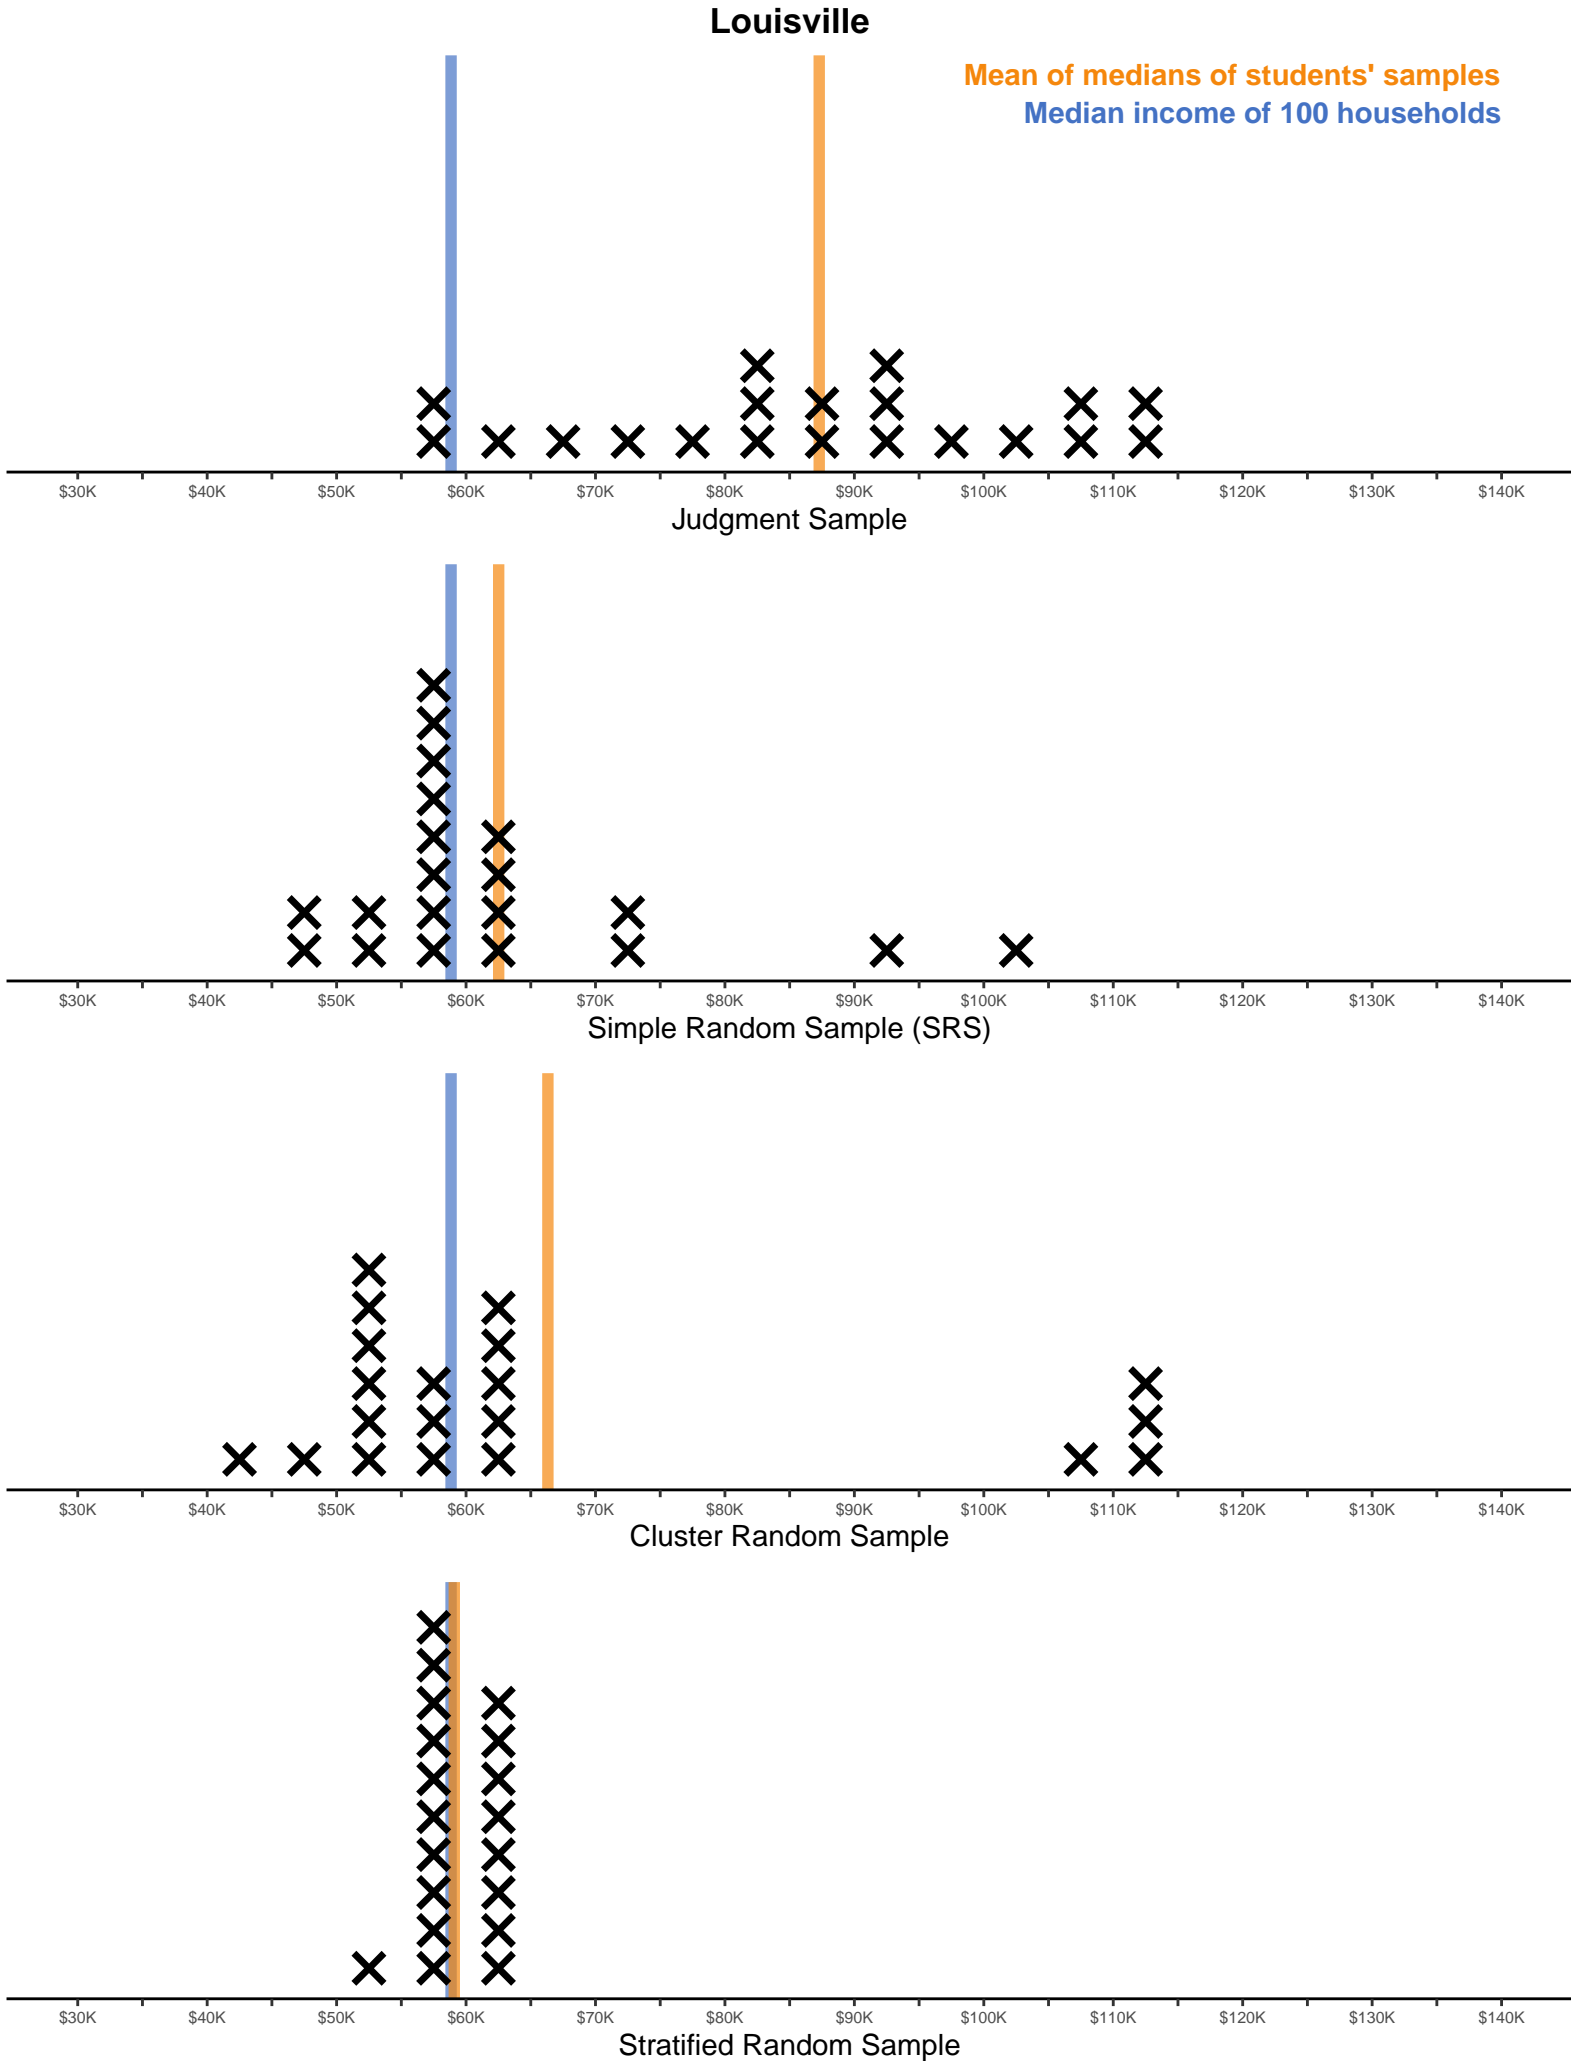 Louisville
Mean of medians of students' samples
Median income of 100 households
$30K $40K $50K $60K $70K $80K $90K $100K $110K $120K $130K $140K
Judgment Sample
$30K $40K $50K $60K $70K $80K $90K $100K $110K $120K $130K $140K
Simple Random Sample (SRS)
$30K $40K $50K $60K $70K $80K $90K $100K $110K $120K $130K $140K
Cluster Random Sample
$30K $40K $50K $60K $70K $80K $90K $100K $110K $120K $130K $140K
Stratified Random Sample